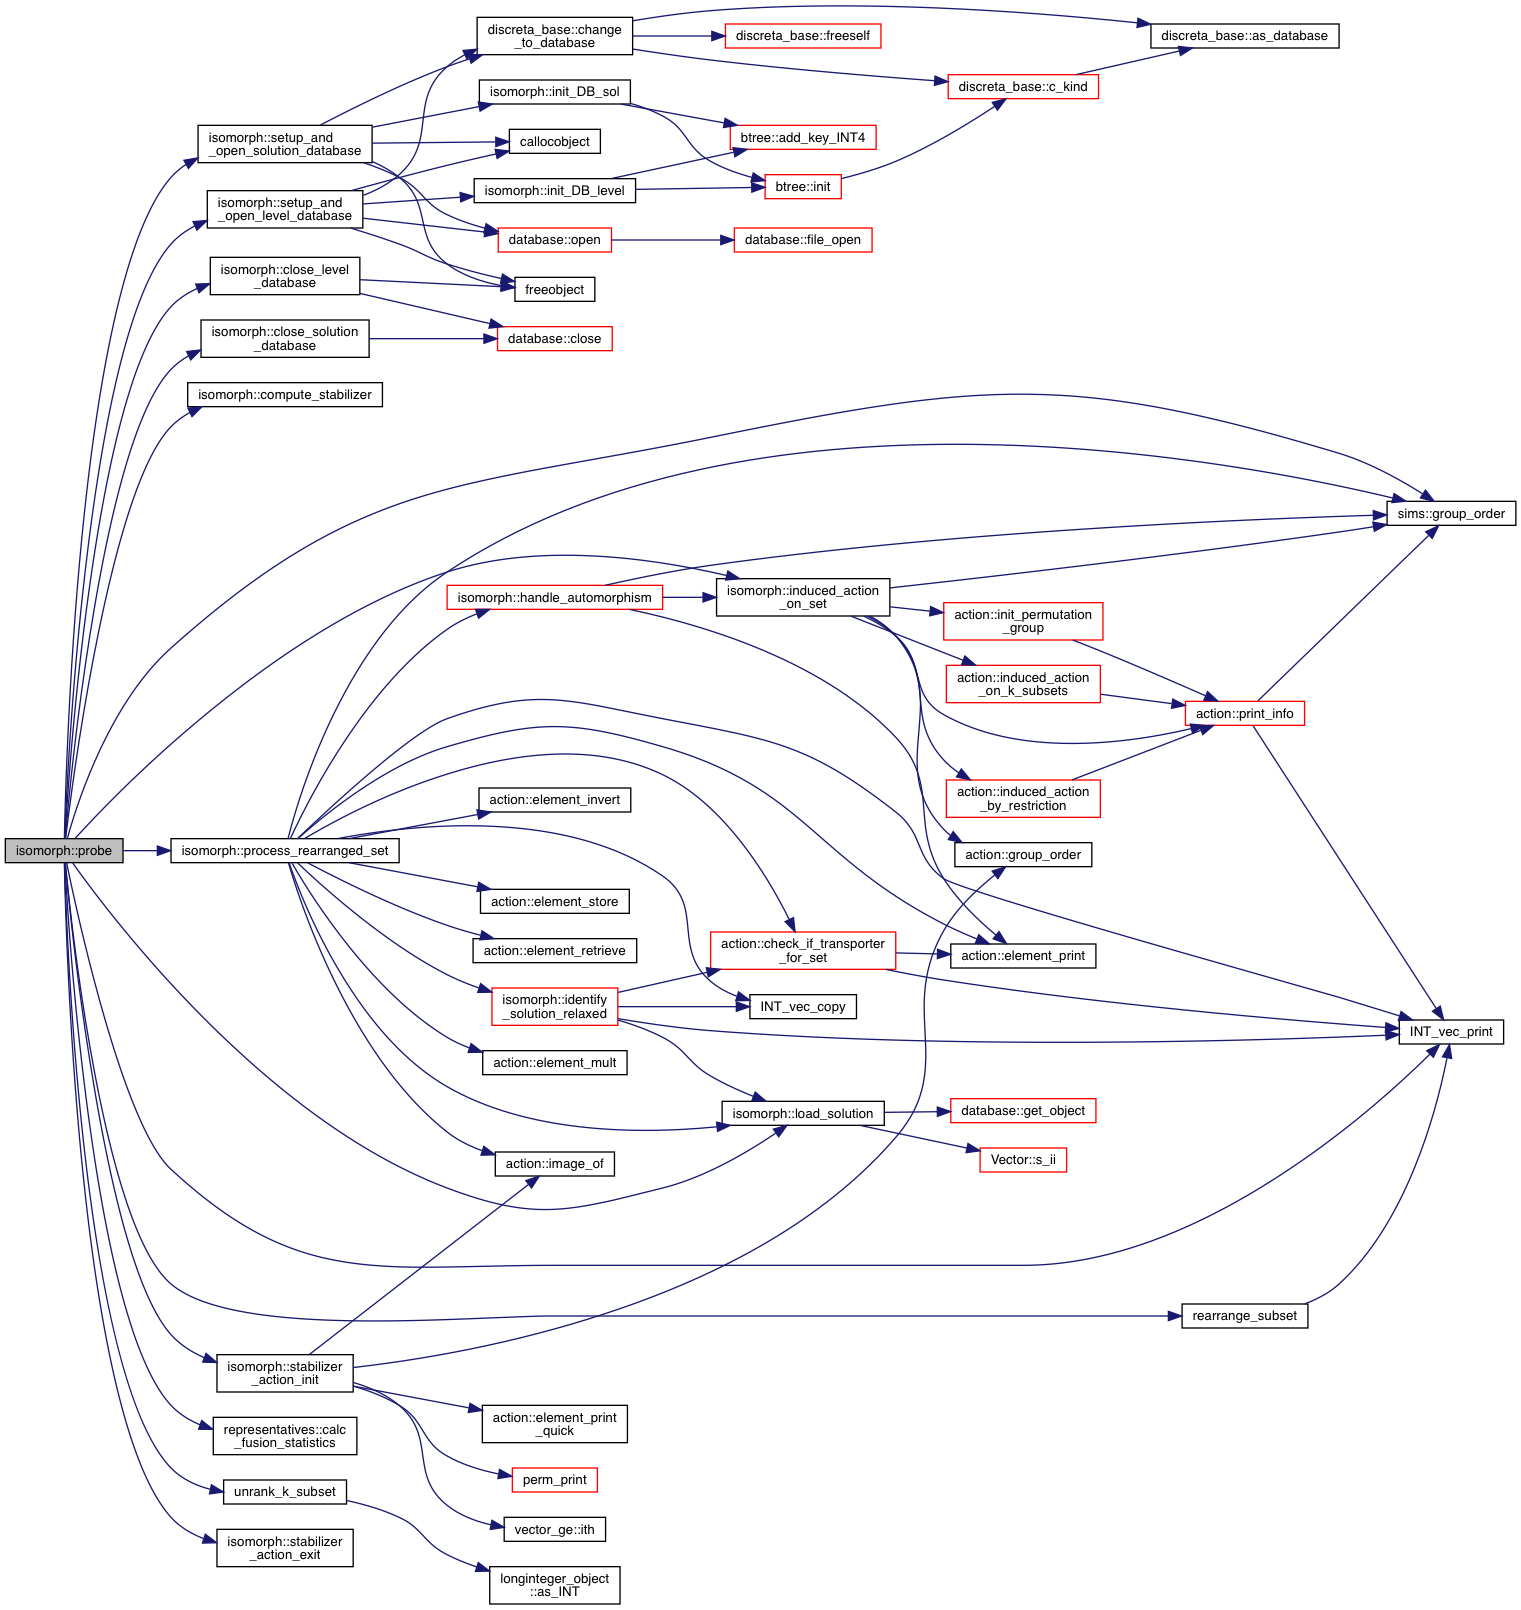 isomorph::probe
isomorph::setup_and
_open_solution_database
isomorph::setup_and
_open_level_database
isomorph::close_level
_database
isomorph::close_solution
_database
isomorph::compute_stabilizer
isomorph::process_rearranged_set
isomorph::stabilizer
_action_init
representatives::calc
_fusion_statistics
unrank_k_subset
isomorph::stabilizer
_action_exit
discreta_base::change
_to_database
isomorph::init_DB_sol
callocobject
isomorph::init_DB_level
database::open
freeobject
database::close
isomorph::handle_automorphism
action::element_invert
action::element_store
action::element_retrieve
isomorph::identify
_solution_relaxed
action::element_mult
action::image_of
action::element_print
_quick
perm_print
vector_ge::ith
longinteger_object
::as_INT
discreta_base::freeself
btree::add_key_INT4
btree::init
database::file_open
isomorph::induced_action
_on_set
action::check_if_transporter
_for_set
INT_vec_copy
isomorph::load_solution
discreta_base::c_kind
action::init_permutation
_group
action::induced_action
_on_k_subsets
action::induced_action
_by_restriction
action::group_order
action::element_print
database::get_object
Vector::s_ii
discreta_base::as_database
action::print_info
rearrange_subset
sims::group_order
INT_vec_print